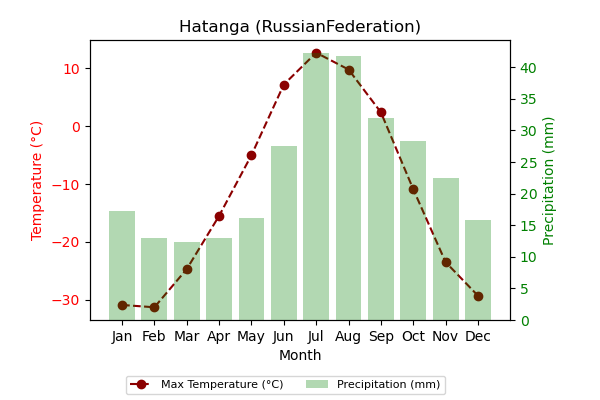 Hatanga (RussianFederation)
Temperature (°C)
10
0
−10
−20
−30
40
35
30
25
20
15
10
5
0
Precipitation (mm)
Jan Feb Mar Apr May Jun Jul Aug Sep Oct Nov Dec
Month
Max Temperature (°C) Precipitation (mm)